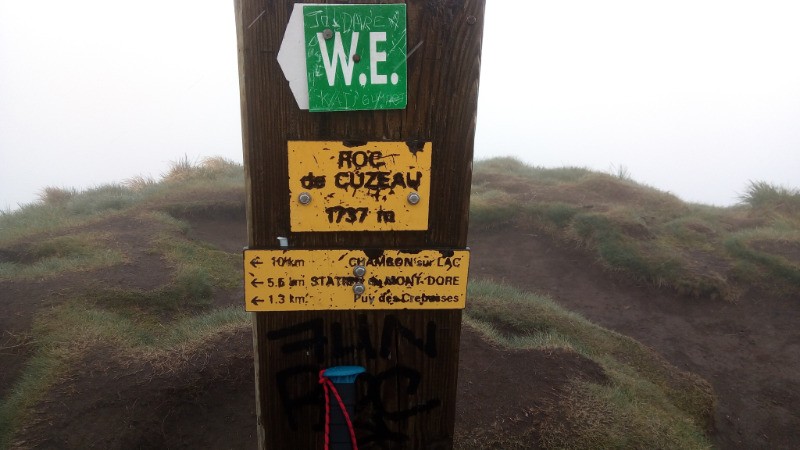 W.E.
ROC
de CUZEAU
1737 m
← 10 km CHAMBON sur LAC
← 5.5 km STATION du MONT-DORE
← 1.3 km Puy des Crebasses